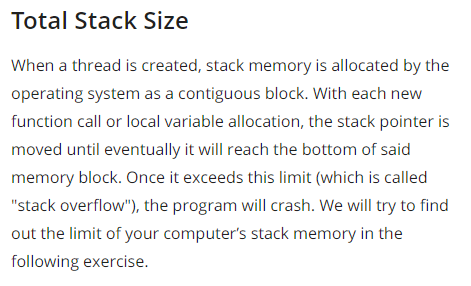 Total Stack Size
When a thread is created, stack memory is allocated by the
operating system as a contiguous block. With each new
function call or local variable allocation, the stack pointer is
moved until eventually it will reach the bottom of said
memory block. Once it exceeds this limit (which is called
"stack overflow"), the program will crash. We will try to find
out the limit of your computer’s stack memory in the
following exercise.